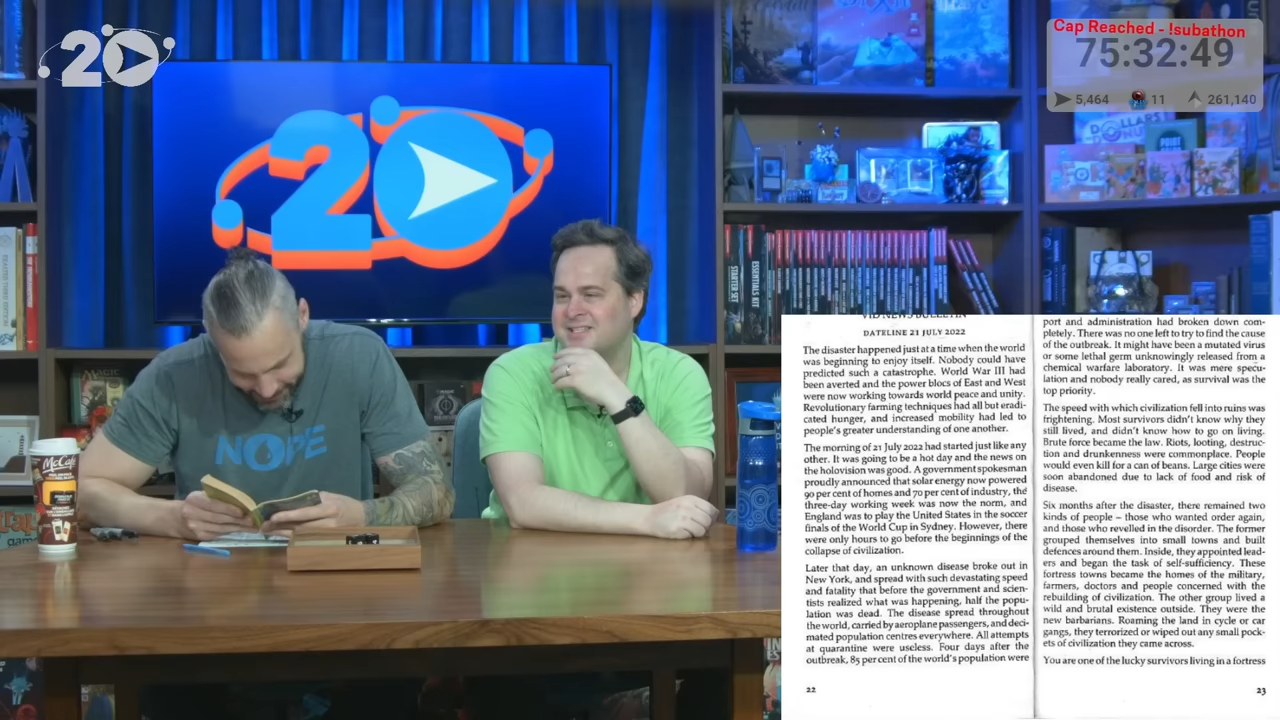 20
Cap Reached - !subathon
75:32:49
5,464
11
261,140
20
NOPE
McCafé
STARTER SET
ESSENTIALS KIT
MAGIC
VID NEWS BULLETIN
DATELINE 21 JULY 2022
The disaster happened just at a time when the world
was beginning to enjoy itself. Nobody could have
predicted such a catastrophe. World War III had
been averted and the power blocs of East and West
were now working towards world peace and unity.
Revolutionary farming techniques had all but eradi-
cated hunger, and increased mobility had led to
people's greater understanding of one another.
The morning of 21 July 2022 had started just like any
other. It was going to be a hot day and the news on
the holovision was good. A government spokesman
proudly announced that solar energy now powered
90 per cent of homes and 70 per cent of industry, the
three-day working week was now the norm, and
England was to play the United States in the soccer
finals of the World Cup in Sydney. However, there
were only hours to go before the beginnings of the
collapse of civilization.
Later that day, an unknown disease broke out in
New York, and spread with such devastating speed
and fatality that before the government and scien-
tists realized what was happening, half the popu-
lation was dead. The disease spread throughout
the world, carried by aeroplane passengers, and deci-
mated population centres everywhere. All attempts
at quarantine were useless. Four days after the
outbreak, 85 per cent of the world's population were
22
port and administration had broken down com-
pletely. There was no one left to try to find the cause
of the outbreak. It might have been a mutated virus
or some lethal germ unknowingly released from a
chemical warfare laboratory. It was mere specu-
lation and nobody really cared, as survival was the
top priority.
The speed with which civilization fell into ruins was
frightening. Most survivors didn't know why they
still lived, and didn't know how to go on living.
Brute force became the law. Riots, looting, destruc-
tion and drunkenness were commonplace. People
would even kill for a can of beans. Large cities were
soon abandoned due to lack of food and risk of
disease.
Six months after the disaster, there remained two
kinds of people – those who wanted order again,
and those who revelled in the disorder. The former
grouped themselves into small towns and built
defences around them. Inside, they appointed lead-
ers and began the task of self-sufficiency. These
fortress towns became the homes of the military,
farmers, doctors and people concerned with the
rebuilding of civilization. The other group lived a
wild and brutal existence outside. They were the
new barbarians. Roaming the land in cycle or car
gangs, they terrorized or wiped out any small pock-
ets of civilization they came across.
You are one of the lucky survivors living in a fortress
23